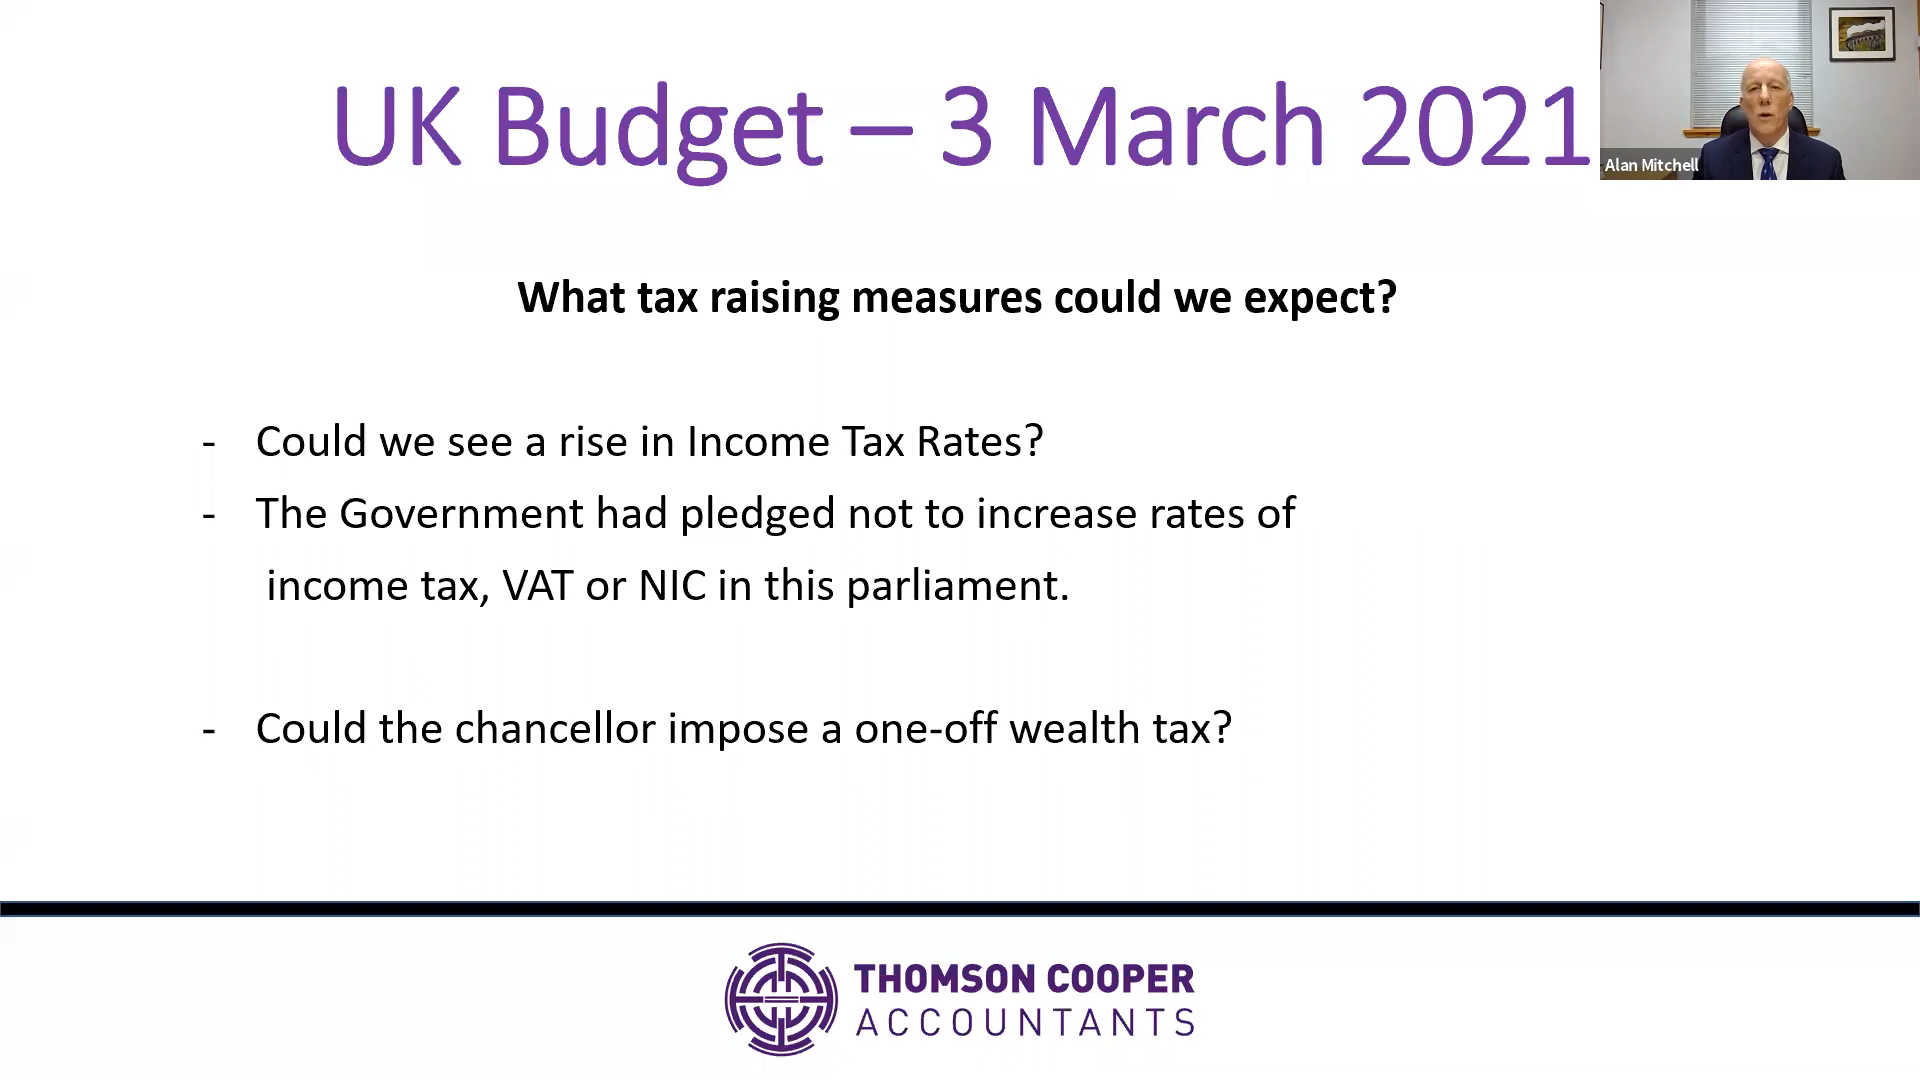 UK Budget – 3 March 2021
Alan Mitchell
What tax raising measures could we expect?
- Could we see a rise in Income Tax Rates?
- The Government had pledged not to increase rates of
income tax, VAT or NIC in this parliament.
- Could the chancellor impose a one-off wealth tax?
THOMSON COOPER
ACCOUNTANTS